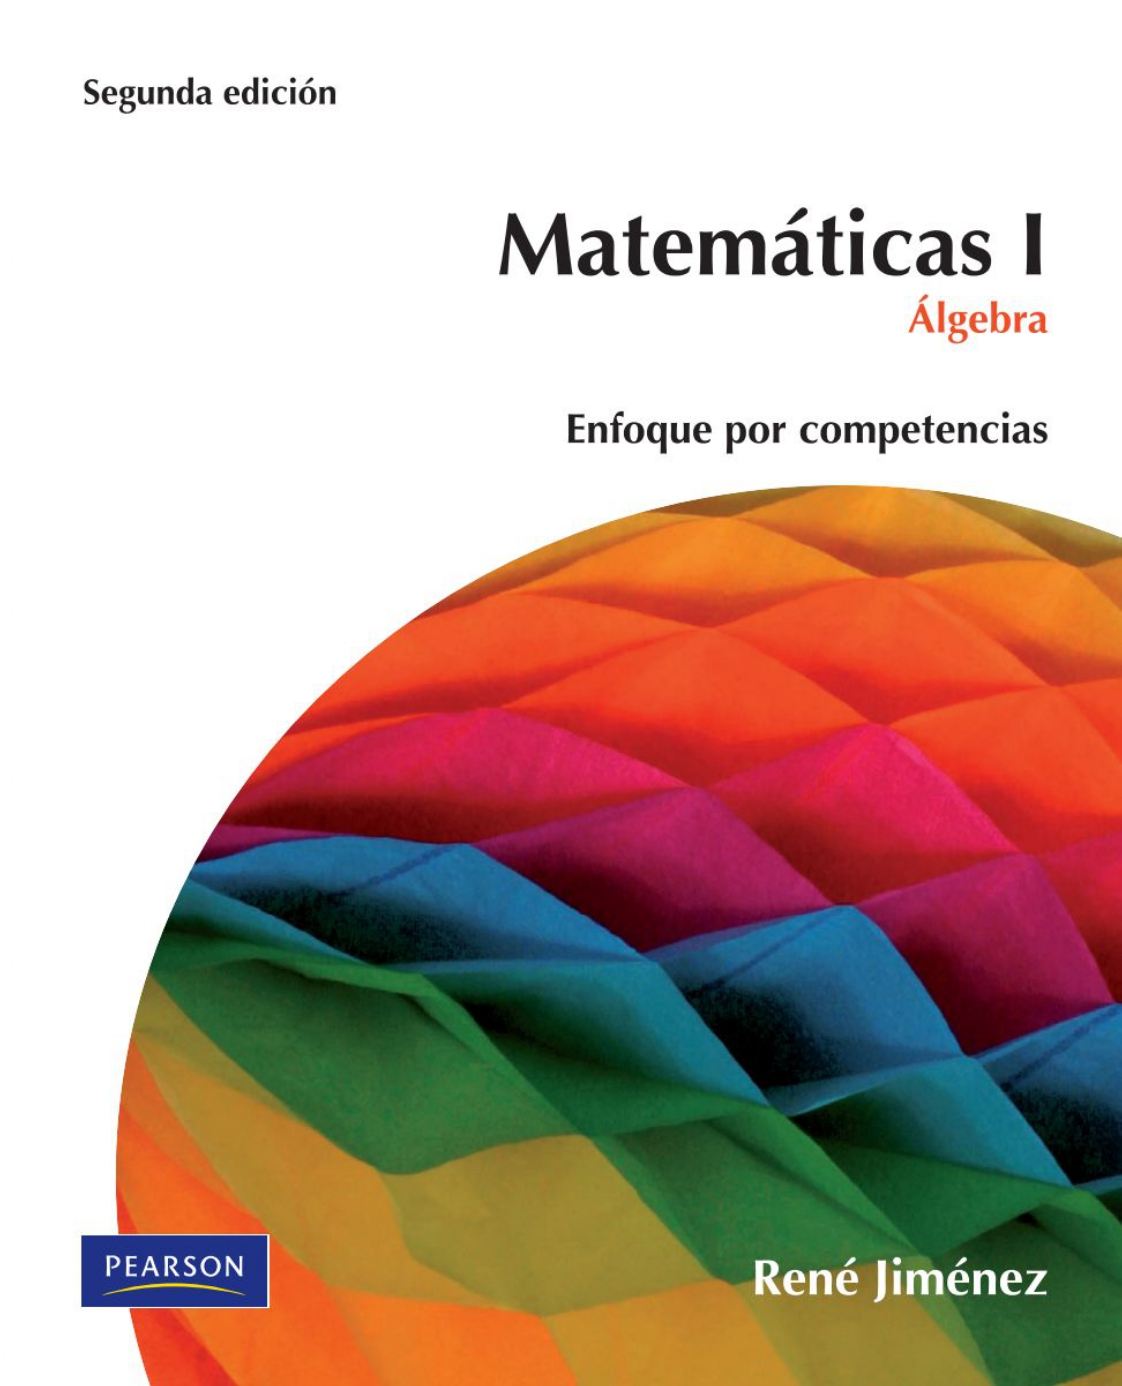 Segunda edición
Matemáticas I
Álgebra
Enfoque por competencias
PEARSON
René Jiménez